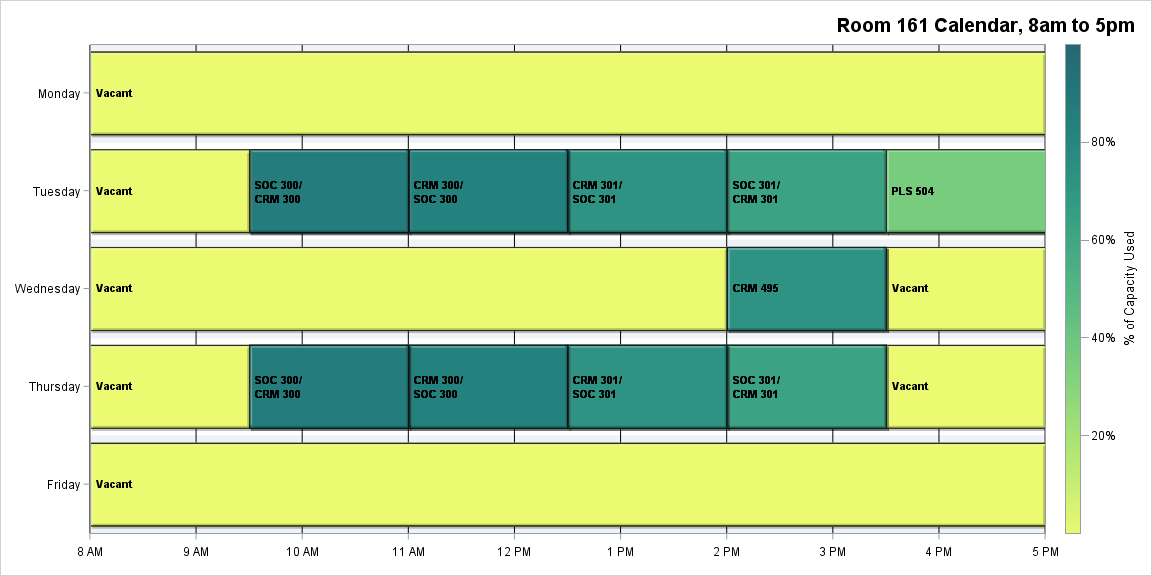 Room 161 Calendar, 8am to 5pm
Monday
Vacant
Tuesday
Vacant
SOC 300/
CRM 300
CRM 300/
SOC 300
CRM 301/
SOC 301
SOC 301/
CRM 301
PLS 504
Wednesday
Vacant
CRM 495
Vacant
Thursday
Vacant
SOC 300/
CRM 300
CRM 300/
SOC 300
CRM 301/
SOC 301
SOC 301/
CRM 301
Vacant
Friday
Vacant
8 AM
9 AM
10 AM
11 AM
12 PM
1 PM
2 PM
3 PM
4 PM
5 PM
80%
60%
40%
20%
% of Capacity Used